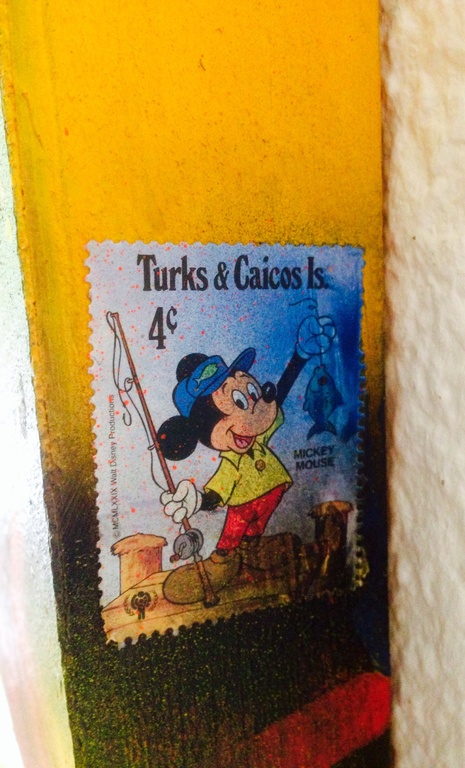 Turks & Caicos Is.
4¢
© MCMLXXIX Walt Disney Productions
MICKEY
MOUSE